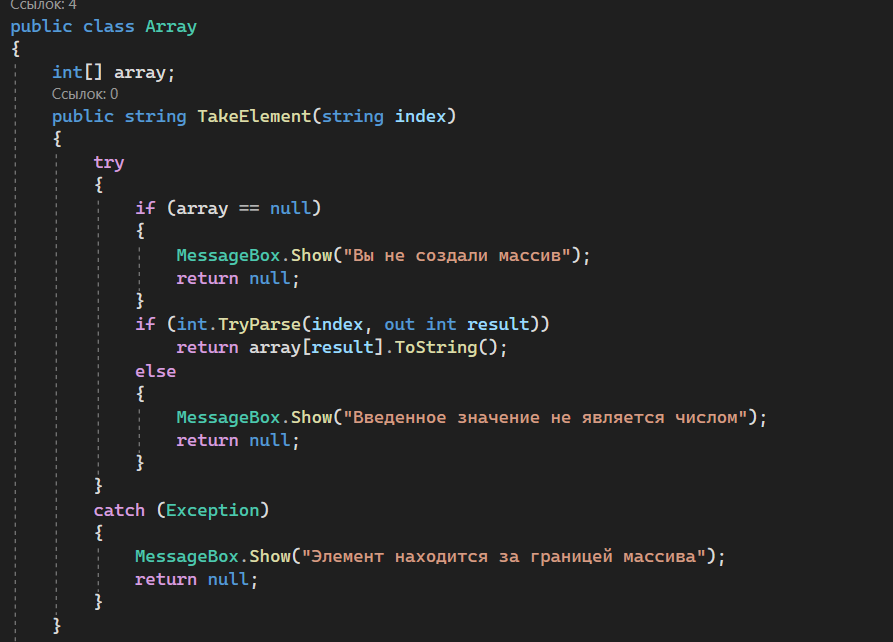 Ссылок: 4
public class Array
{
int[] array;
Ссылок: 0
public string TakeElement(string index)
{
try
{
if (array == null)
{
MessageBox.Show("Вы не создали массив");
return null;
}
if (int.TryParse(index, out int result))
return array[result].ToString();
else
{
MessageBox.Show("Введенное значение не является числом");
return null;
}
}
catch (Exception)
{
MessageBox.Show("Элемент находится за границей массива");
return null;
}
}